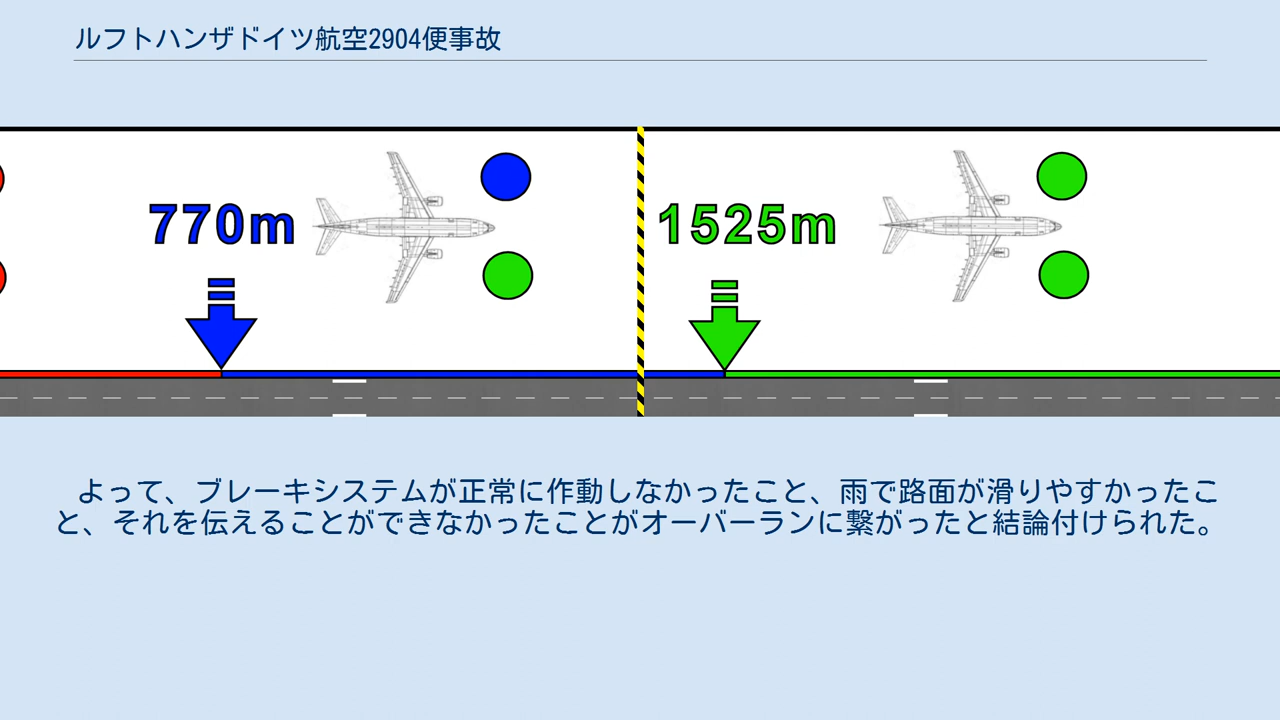 ルフトハンザドイツ航空2904便事故
770m
1525m
よって、ブレーキシステムが正常に作動しなかったこと、雨で路面が滑りやすかったこ
と、それを伝えることができなかったことがオーバーランに繋がったと結論付けられた。